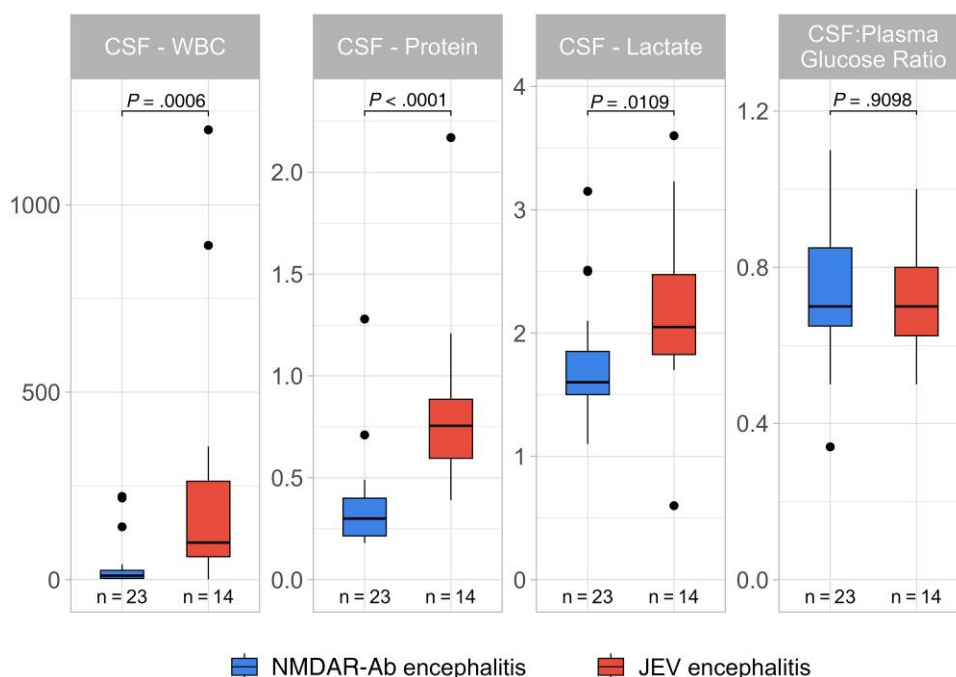 CSF - WBC
P = .0006
1000
500
0
n = 23 n = 14
CSF - Protein
P < .0001
2.0
1.5
1.0
0.5
0.0
n = 23 n = 14
CSF - Lactate
P = .0109
4
3
2
1
0
n = 23 n = 14
CSF:Plasma
Glucose Ratio
P = .9098
1.2
0.8
0.4
0.0
n = 23 n = 14
NMDAR-Ab encephalitis JEV encephalitis